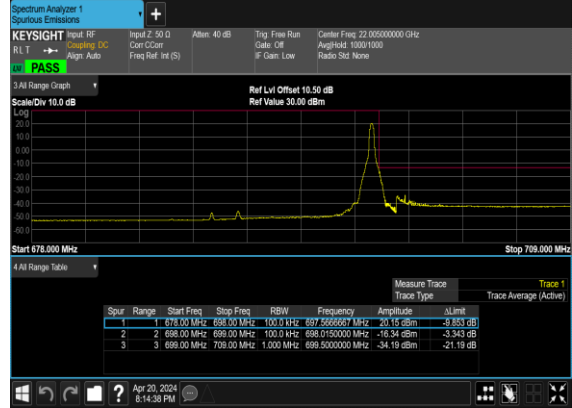 Spectrum Analyzer 1
Spurious Emissions
KEYSIGHT Input: RF Input Z: 50 Ω Atten: 40 dB Trig: Free Run Center Freq: 22.005000000 GHz
RLT Coupling: DC Corr CCorr Gate: Off Avg|Hold: 1000/1000
Align: Auto Freq Ref: Int (S) IF Gain: Low Radio Std: None
LW PASS
3 All Range Graph
Ref Lvl Offset 10.50 dB
Scale/Div 10.0 dB Ref Value 30.00 dBm
Log
20.0
10.0
0.00
-10.0
-20.0
-30.0
-40.0
-50.0
-60.0
Start 678.000 MHz Stop 709.000 MHz
4 All Range Table
Measure Trace Trace 1
Trace Type Trace Average (Active)
Spur Range Start Freq Stop Freq RBW Frequency Amplitude ΔLimit
1 1 678.00 MHz 698.00 MHz 100.0 kHz 697.5666667 MHz 20.15 dBm -9.853 dB
2 2 698.00 MHz 699.00 MHz 100.0 kHz 698.0150000 MHz -16.34 dBm -3.343 dB
3 3 699.00 MHz 709.00 MHz 1.000 MHz 699.5000000 MHz -34.19 dBm -21.19 dB
Apr 20, 2024
8:14:38 PM